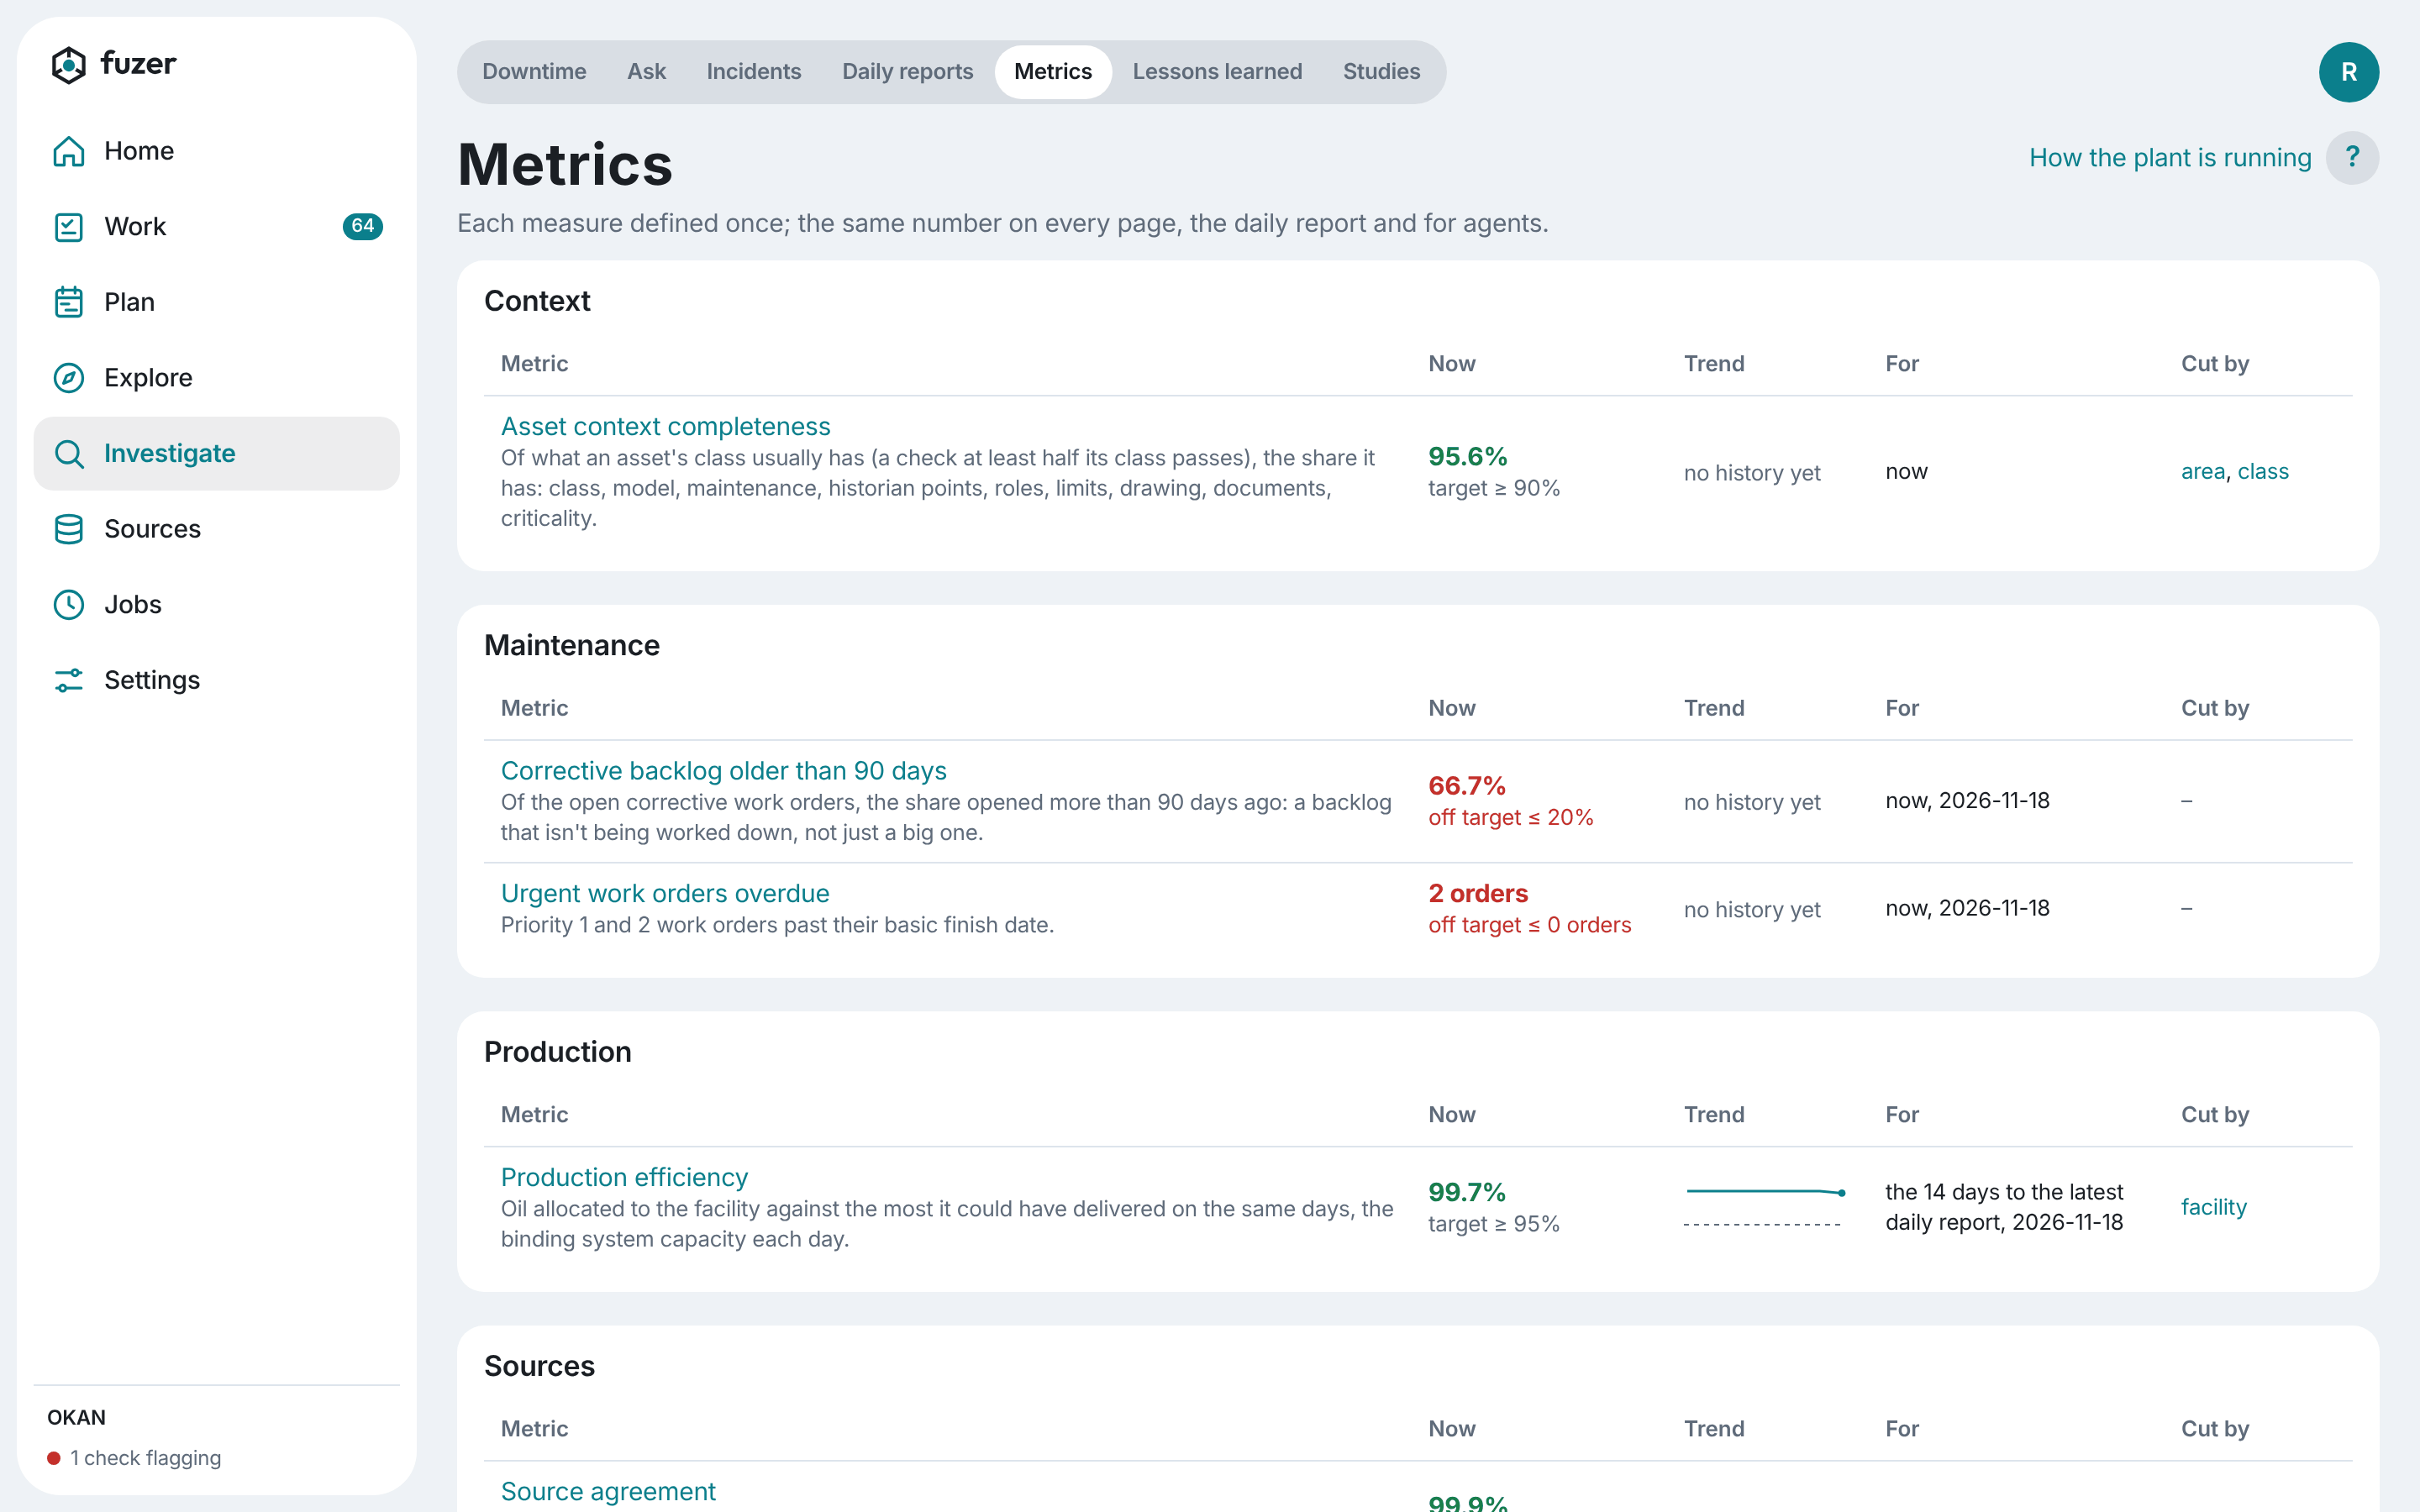 fuzer
Home
Work 64
Plan
Explore
Investigate
Sources
Jobs
Settings
OKAN
1 check flagging
Downtime Ask Incidents Daily reports Metrics Lessons learned Studies
R
Metrics
How the plant is running ?
Each measure defined once; the same number on every page, the daily report and for agents.
Context
Metric Now Trend For Cut by
Asset context completeness
Of what an asset's class usually has (a check at least half its class passes), the share it
has: class, model, maintenance, historian points, roles, limits, drawing, documents,
criticality.
95.6%
target ≥ 90%
no history yet
now
area, class
Maintenance
Metric Now Trend For Cut by
Corrective backlog older than 90 days
Of the open corrective work orders, the share opened more than 90 days ago: a backlog
that isn't being worked down, not just a big one.
66.7%
off target ≤ 20%
no history yet
now, 2026-11-18
–
Urgent work orders overdue
Priority 1 and 2 work orders past their basic finish date.
2 orders
off target ≤ 0 orders
no history yet
now, 2026-11-18
–
Production
Metric Now Trend For Cut by
Production efficiency
Oil allocated to the facility against the most it could have delivered on the same days, the
binding system capacity each day.
99.7%
target ≥ 95%
the 14 days to the latest
daily report, 2026-11-18
facility
Sources
Metric Now Trend For Cut by
Source agreement
99.9%